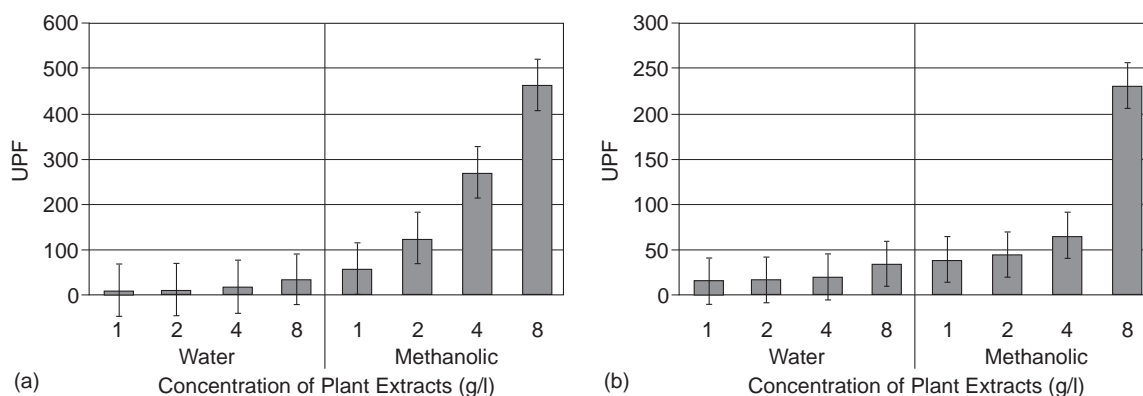 600
500
400
300
200
100
0
UPF
1 2 4 8 1 2 4 8
Water Methanolic
(a) Concentration of Plant Extracts (g/l)
300
250
200
150
100
50
0
UPF
1 2 4 8 1 2 4 8
Water Methanolic
(b) Concentration of Plant Extracts (g/l)